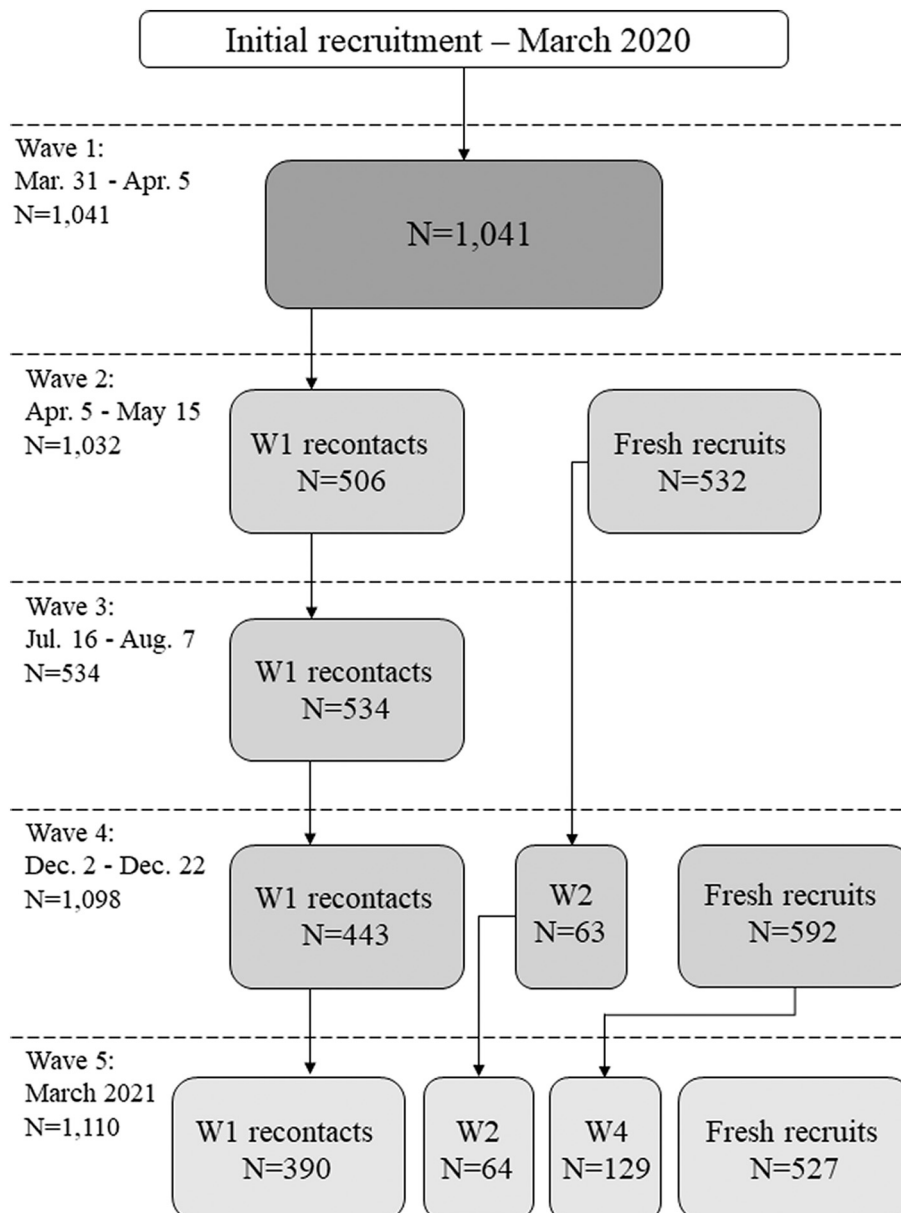 Initial recruitment – March 2020
Wave 1:
Mar. 31 - Apr. 5
N=1,041
N=1,041
Wave 2:
Apr. 5 - May 15
N=1,032
W1 recontacts
N=506
Fresh recruits
N=532
Wave 3:
Jul. 16 - Aug. 7
N=534
W1 recontacts
N=534
Wave 4:
Dec. 2 - Dec. 22
N=1,098
W1 recontacts
N=443
W2
N=63
Fresh recruits
N=592
Wave 5:
March 2021
N=1,110
W1 recontacts
N=390
W2
N=64
W4
N=129
Fresh recruits
N=527